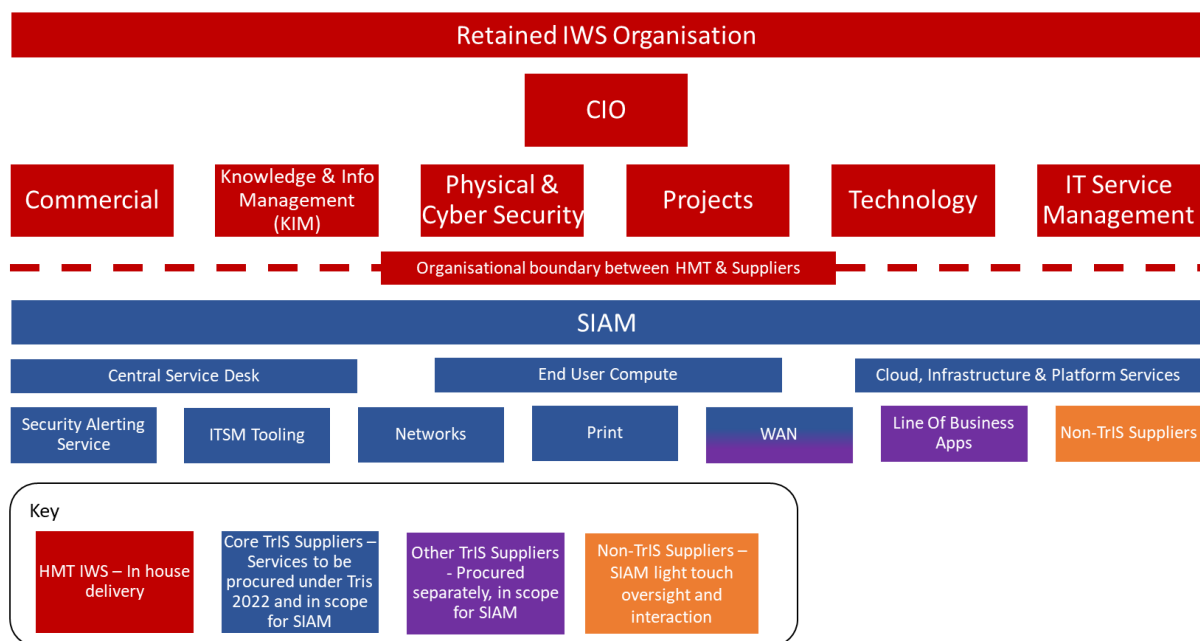 Retained IWS Organisation
CIO
Commercial
Knowledge & Info
Management
(KIM)
Physical &
Cyber Security
Projects
Technology
IT Service
Management
Organisational boundary between HMT & Suppliers
SIAM
Central Service Desk
End User Compute
Cloud, Infrastructure & Platform Services
Security Alerting
Service
ITSM Tooling
Networks
Print
WAN
Line Of Business
Apps
Non-TrIS Suppliers
Key
HMT IWS – In house
delivery
Core TrIS Suppliers –
Services to be
procured under Tris
2022 and in scope
for SIAM
Other TrIS Suppliers
- Procured
separately, in scope
for SIAM
Non-TrIS Suppliers –
SIAM light touch
oversight and
interaction